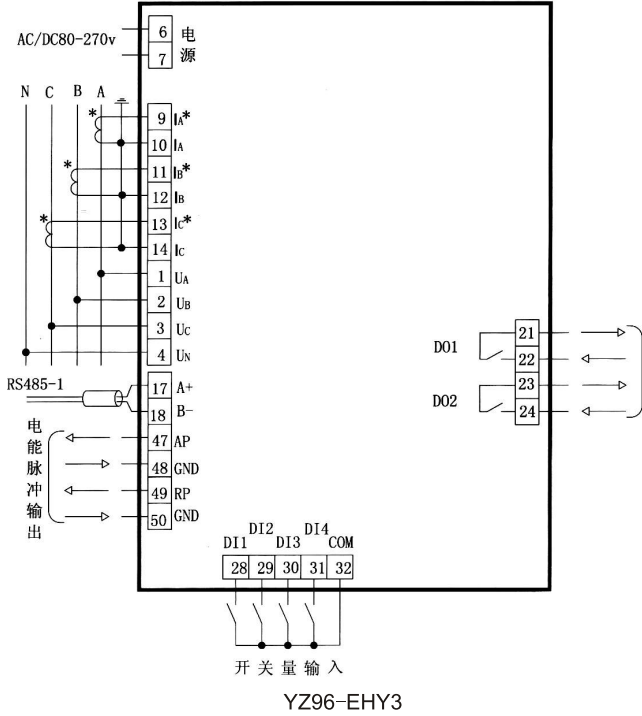 AC/DC80-270v
6 电
7 源
N C B A
* 9 IA*
10 IA
* 11 IB*
12 IB
* 13 IC*
14 IC
1 UA
2 UB
3 UC
4 UN
RS485-1
17 A+
18 B-
47 AP
48 GND
49 RP
50 GND
电能脉冲输出
DO1
21
22
DO2
23
24
DI1 DI2 DI3 DI4 COM
28 29 30 31 32
开关量输入
YZ96-EHY3